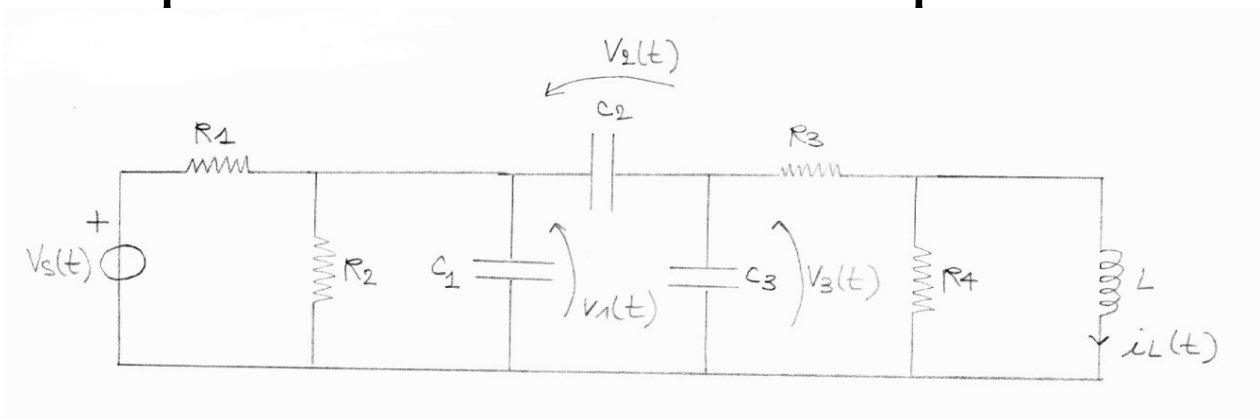 V2(t)
C2
R1
R3
+
Vs(t)
R2
C1
V1(t)
C3
V3(t)
R4
L
iL(t)